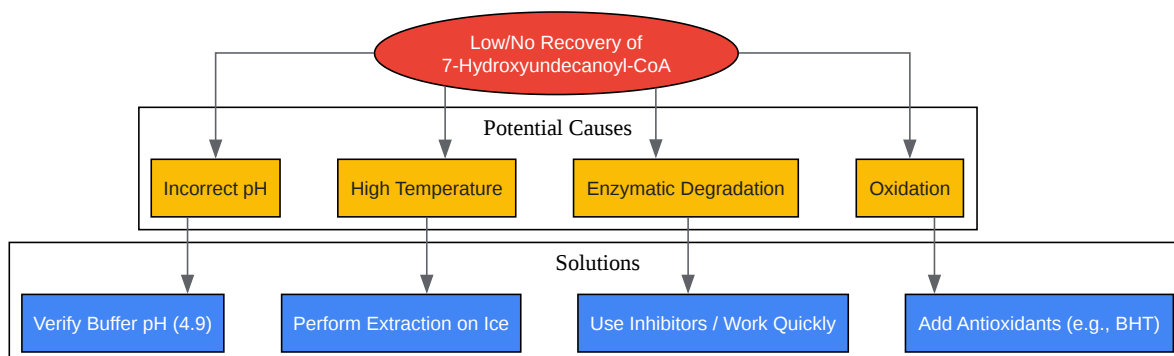 Low/No Recovery of
7-Hydroxyundecanoyl-CoA
Potential Causes
Incorrect pH
High Temperature
Enzymatic Degradation
Oxidation
Solutions
Verify Buffer pH (4.9)
Perform Extraction on Ice
Use Inhibitors / Work Quickly
Add Antioxidants (e.g., BHT)